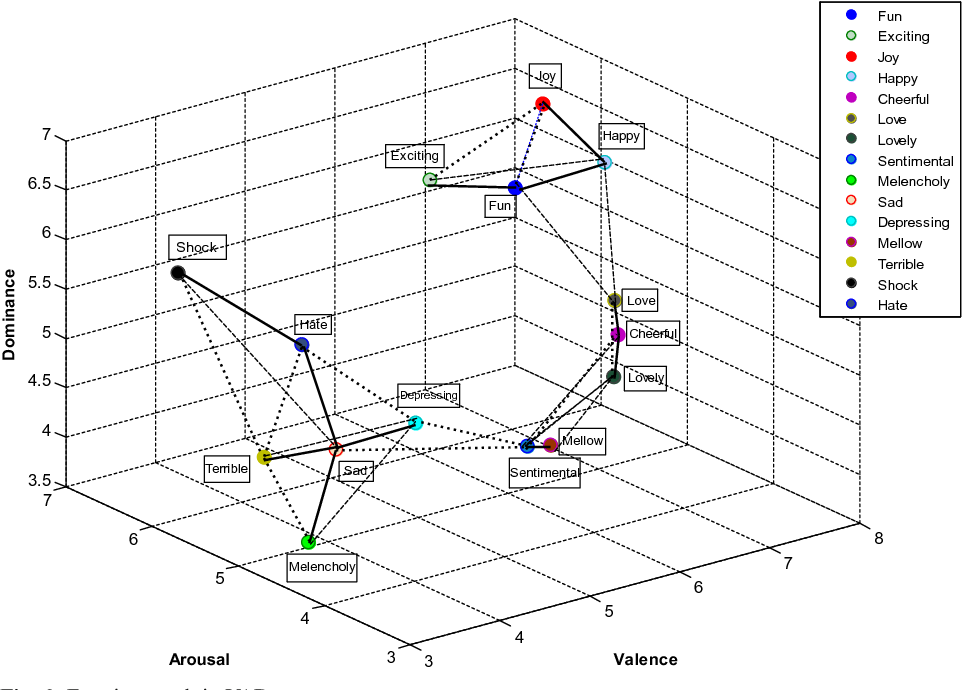 Joy
Happy
Exciting
Fun
Shock
Hate
Love
Cheerful
Lovely
Depressing
Mellow
Terrible
Sad
Sentimental
Melencholy
Dominance
7
6.5
6
5.5
5
4.5
4
3.5
7
6
5
4
3
3
4
5
6
7
8
Arousal
Valence
Fun
Exciting
Joy
Happy
Cheerful
Love
Lovely
Sentimental
Melencholy
Sad
Depressing
Mellow
Terrible
Shock
Hate